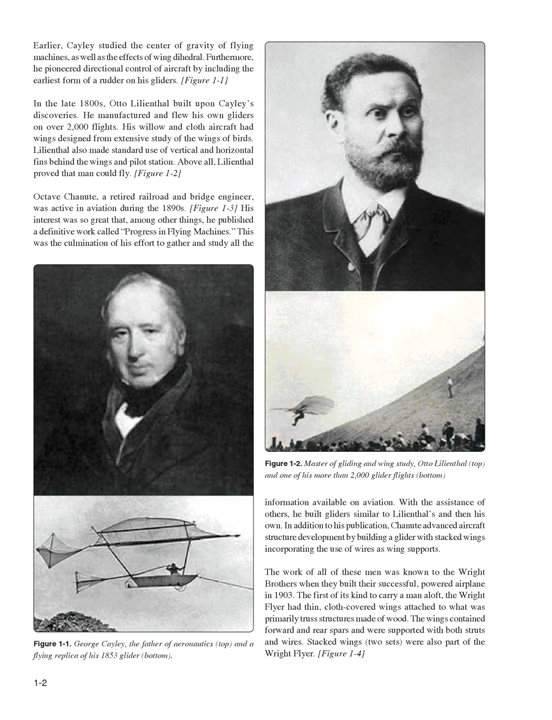 Earlier, Cayley studied the center of gravity of flying
machines, as well as the effects of wing dihedral. Furthermore,
he pioneered directional control of aircraft by including the
earliest form of a rudder on his gliders. [Figure 1-1]
In the late 1800s, Otto Lilienthal built upon Cayley's
discoveries. He manufactured and flew his own gliders
on over 2,000 flights. His willow and cloth aircraft had
wings designed from extensive study of the wings of birds.
Lilienthal also made standard use of vertical and horizontal
fins behind the wings and pilot station. Above all, Lilienthal
proved that man could fly. [Figure 1-2]
Octave Chanute, a retired railroad and bridge engineer,
was active in aviation during the 1890s. [Figure 1-3] His
interest was so great that, among other things, he published
a definitive work called “Progress in Flying Machines.” This
was the culmination of his effort to gather and study all the
Figure 1-1. George Cayley, the father of aeronautics (top) and a
flying replica of his 1853 glider (bottom).
Figure 1-2. Master of gliding and wing study, Otto Lilienthal (top)
and one of his more than 2,000 glider flights (bottom)
information available on aviation. With the assistance of
others, he built gliders similar to Lilienthal's and then his
own. In addition to his publication, Chanute advanced aircraft
structure development by building a glider with stacked wings
incorporating the use of wires as wing supports.
The work of all of these men was known to the Wright
Brothers when they built their successful, powered airplane
in 1903. The first of its kind to carry a man aloft, the Wright
Flyer had thin, cloth-covered wings attached to what was
primarily truss structures made of wood. The wings contained
forward and rear spars and were supported with both struts
and wires. Stacked wings (two sets) were also part of the
Wright Flyer. [Figure 1-4]
1-2